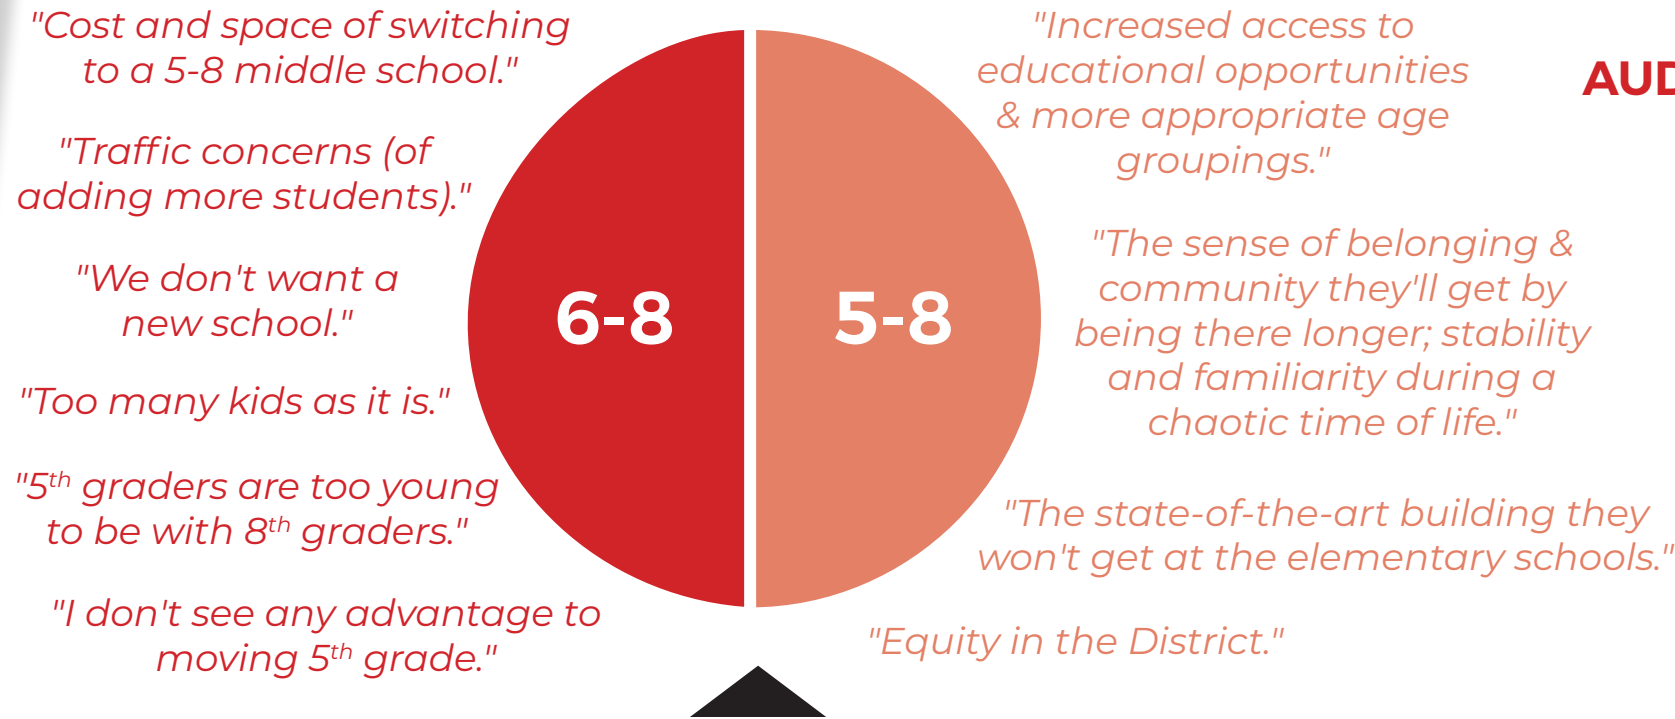 "Cost and space of switching
to a 5-8 middle school."
"Traffic concerns (of
adding more students)."
"We don't want a
new school."
"Too many kids as it is."
"5th graders are too young
to be with 8th graders."
"I don't see any advantage to
moving 5th grade."
6-8
5-8
"Increased access to
educational opportunities
& more appropriate age
groupings."
"The sense of belonging &
community they'll get by
being there longer; stability
and familiarity during a
chaotic time of life."
"The state-of-the-art building they
won't get at the elementary schools."
"Equity in the District."